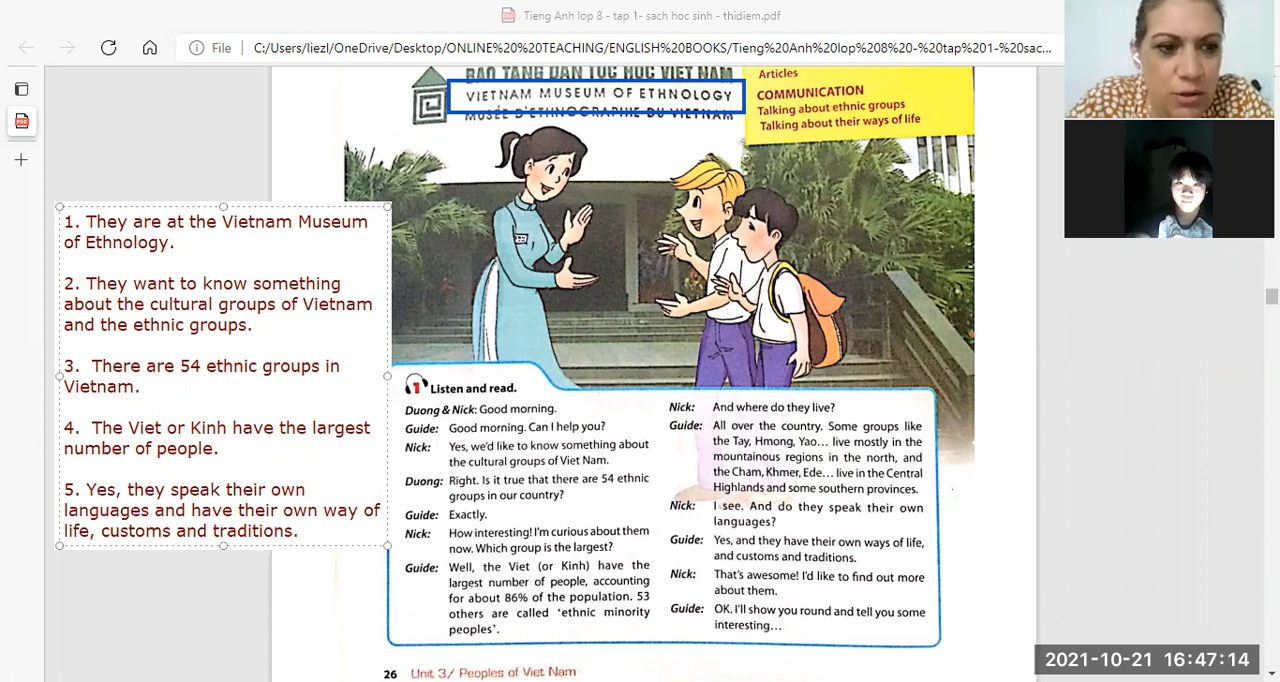 Tieng Anh lop 8 - tap 1- sach hoc sinh - thidiem.pdf
File
C:/Users/liezl/OneDrive/Desktop/ONLINE%20%20TEACHING/ENGLISH%20BOOKS/Tieng%20Anh%20lop%208%20-%20tap%201-%20sac...
BẢO TÀNG DÂN TỘC HỌC VIỆT NAM
VIETNAM MUSEUM OF ETHNOLOGY
MUSÉE D'ETHNOGRAPHIE DU VIETNAM
Articles
COMMUNICATION
Talking about ethnic groups
Talking about their ways of life
1. They are at the Vietnam Museum
of Ethnology.
2. They want to know something
about the cultural groups of Vietnam
and the ethnic groups.
3. There are 54 ethnic groups in
Vietnam.
4. The Viet or Kinh have the largest
number of people.
5. Yes, they speak their own
languages and have their own way of
life, customs and traditions.
1 Listen and read.
Duong & Nick: Good morning.
Guide: Good morning. Can I help you?
Nick: Yes, we'd like to know something about
the cultural groups of Viet Nam.
Duong: Right. Is it true that there are 54 ethnic
groups in our country?
Guide: Exactly.
Nick: How interesting! I'm curious about them
now. Which group is the largest?
Guide: Well, the Viet (or Kinh) have the
largest number of people, accounting
for about 86% of the population. 53
others are called 'ethnic minority
peoples'.
Nick: And where do they live?
Guide: All over the country. Some groups like
the Tay, Hmong, Yao... live mostly in the
mountainous regions in the north, and
the Cham, Khmer, Ede... live in the Central
Highlands and some southern provinces.
Nick: I see. And do they speak their own
languages?
Guide: Yes, and they have their own ways of life,
and customs and traditions.
Nick: That's awesome! I'd like to find out more
about them.
Guide: OK. I'll show you round and tell you some
interesting...
26 Unit 3/ Peoples of Viet Nam
2021-10-21 16:47:14